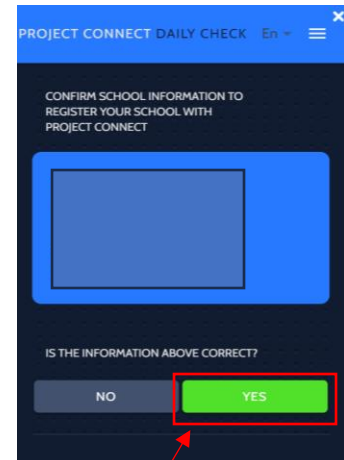 PROJECT CONNECT DAILY CHECK En
CONFIRM SCHOOL INFORMATION TO
REGISTER YOUR SCHOOL WITH
PROJECT CONNECT
IS THE INFORMATION ABOVE CORRECT?
NO YES